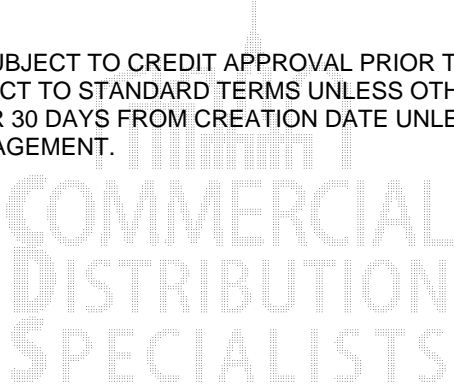 UBJECT TO CREDIT APPROVAL PRIOR T
CT TO STANDARD TERMS UNLESS OTH
R 30 DAYS FROM CREATION DATE UNLE
AGEMENT.
COMMERCIAL
DISTRIBUTION
SPECIALISTS